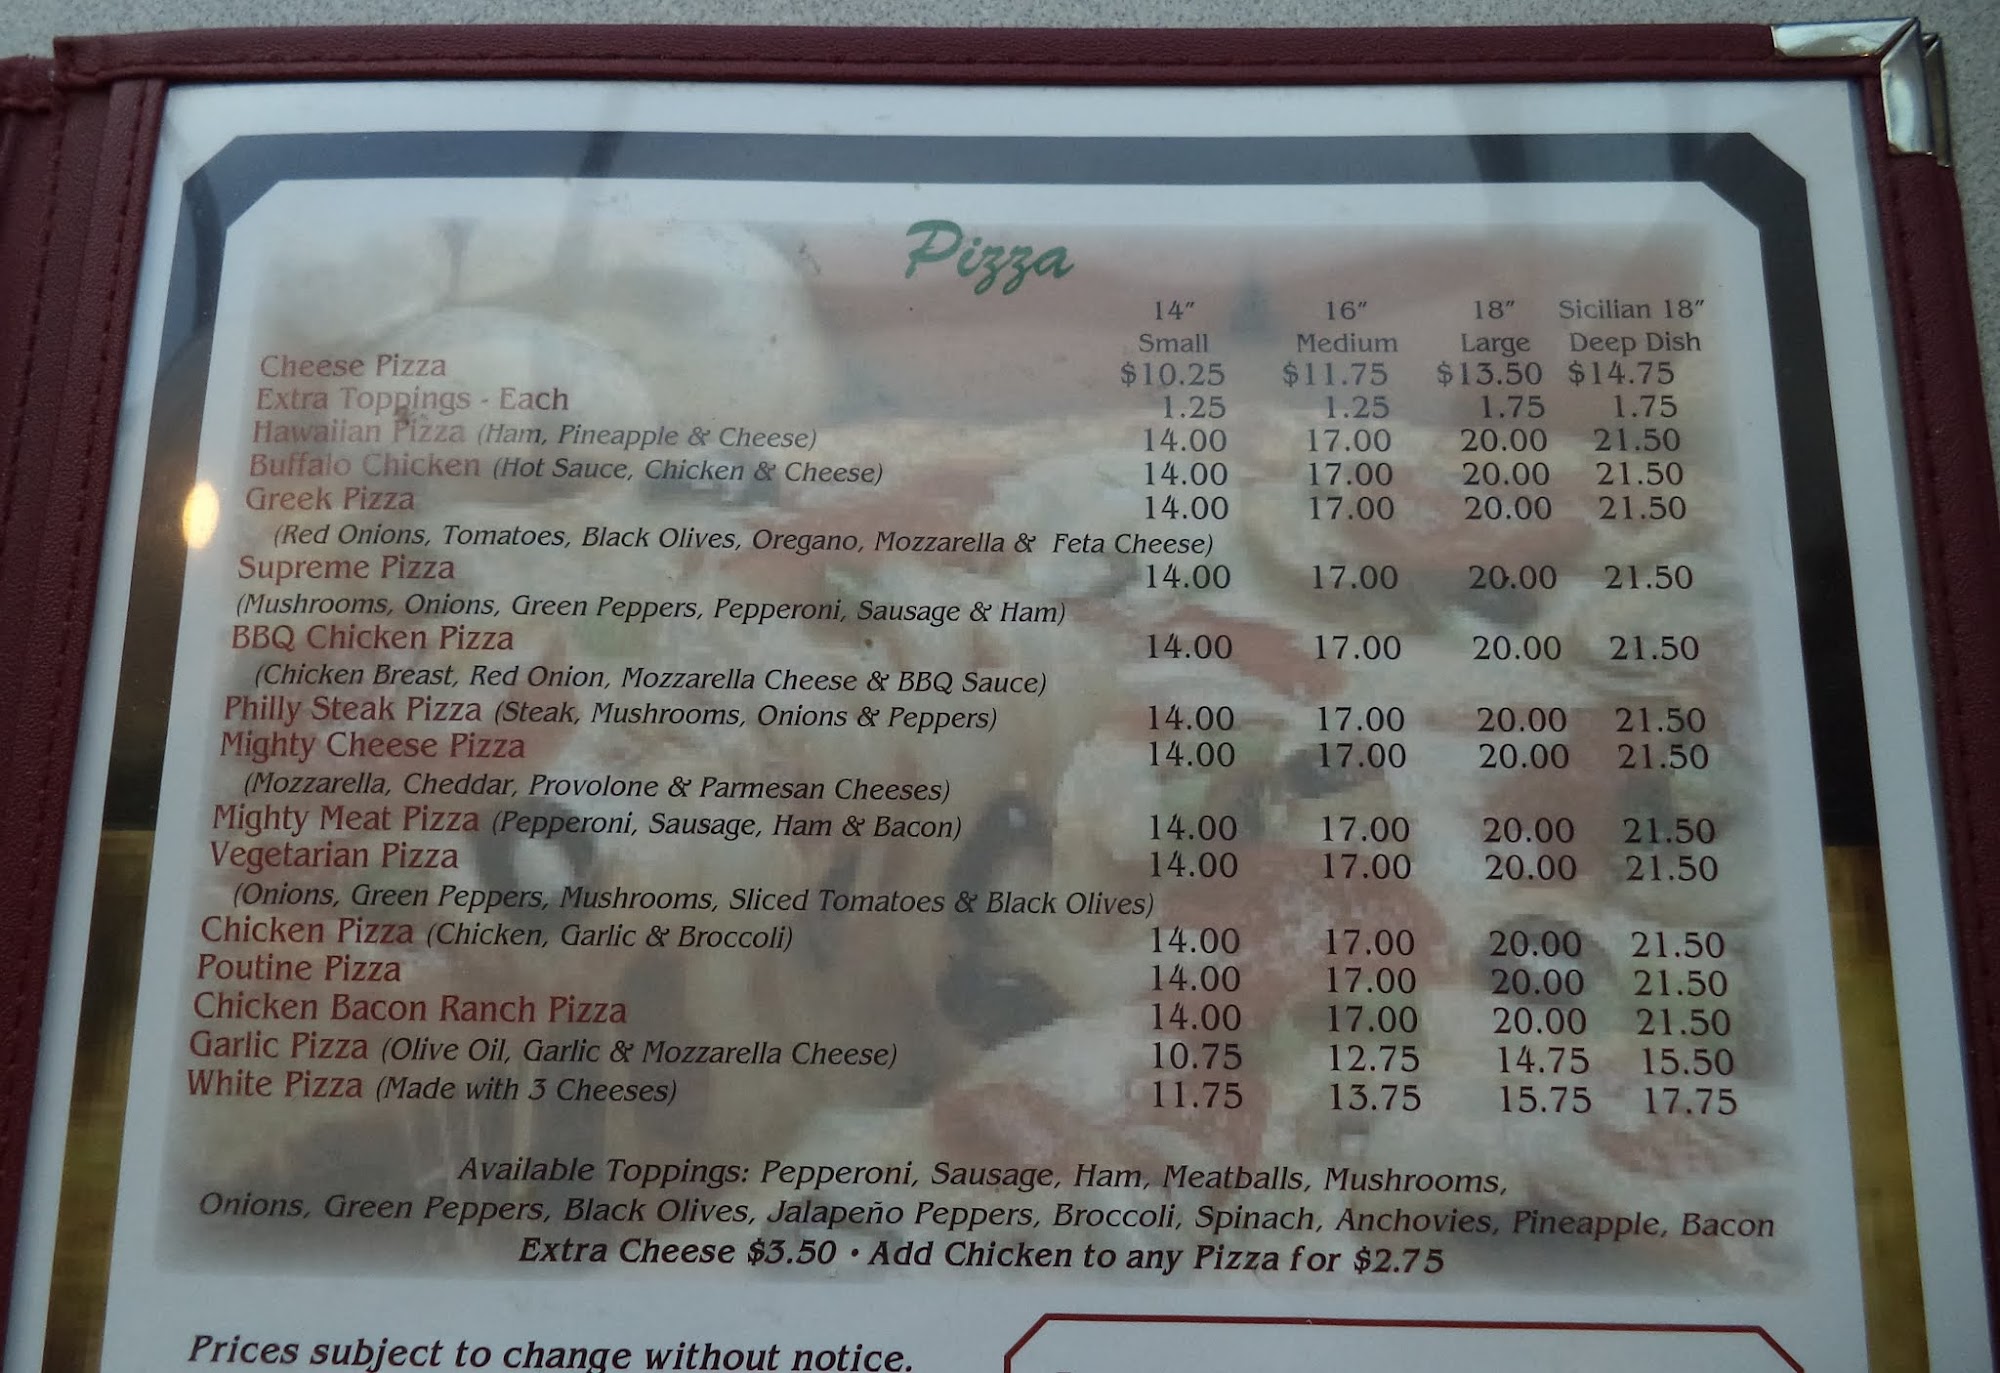 Pizza
14" 16" 18" Sicilian 18"
Small Medium Large Deep Dish
Cheese Pizza $10.25 $11.75 $13.50 $14.75
Extra Toppings - Each 1.25 1.25 1.75 1.75
Hawaiian Pizza (Ham, Pineapple & Cheese) 14.00 17.00 20.00 21.50
Buffalo Chicken (Hot Sauce, Chicken & Cheese) 14.00 17.00 20.00 21.50
Greek Pizza 14.00 17.00 20.00 21.50
(Red Onions, Tomatoes, Black Olives, Oregano, Mozzarella & Feta Cheese)
Supreme Pizza 14.00 17.00 20.00 21.50
(Mushrooms, Onions, Green Peppers, Pepperoni, Sausage & Ham)
BBQ Chicken Pizza 14.00 17.00 20.00 21.50
(Chicken Breast, Red Onion, Mozzarella Cheese & BBQ Sauce)
Philly Steak Pizza (Steak, Mushrooms, Onions & Peppers) 14.00 17.00 20.00 21.50
Mighty Cheese Pizza 14.00 17.00 20.00 21.50
(Mozzarella, Cheddar, Provolone & Parmesan Cheeses)
Mighty Meat Pizza (Pepperoni, Sausage, Ham & Bacon) 14.00 17.00 20.00 21.50
Vegetarian Pizza 14.00 17.00 20.00 21.50
(Onions, Green Peppers, Mushrooms, Sliced Tomatoes & Black Olives)
Chicken Pizza (Chicken, Garlic & Broccoli) 14.00 17.00 20.00 21.50
Poutine Pizza 14.00 17.00 20.00 21.50
Chicken Bacon Ranch Pizza 14.00 17.00 20.00 21.50
Garlic Pizza (Olive Oil, Garlic & Mozzarella Cheese) 10.75 12.75 14.75 15.50
White Pizza (Made with 3 Cheeses) 11.75 13.75 15.75 17.75
Available Toppings: Pepperoni, Sausage, Ham, Meatballs, Mushrooms,
Onions, Green Peppers, Black Olives, Jalapeño Peppers, Broccoli, Spinach, Anchovies, Pineapple, Bacon
Extra Cheese $3.50 • Add Chicken to any Pizza for $2.75
Prices subject to change without notice.